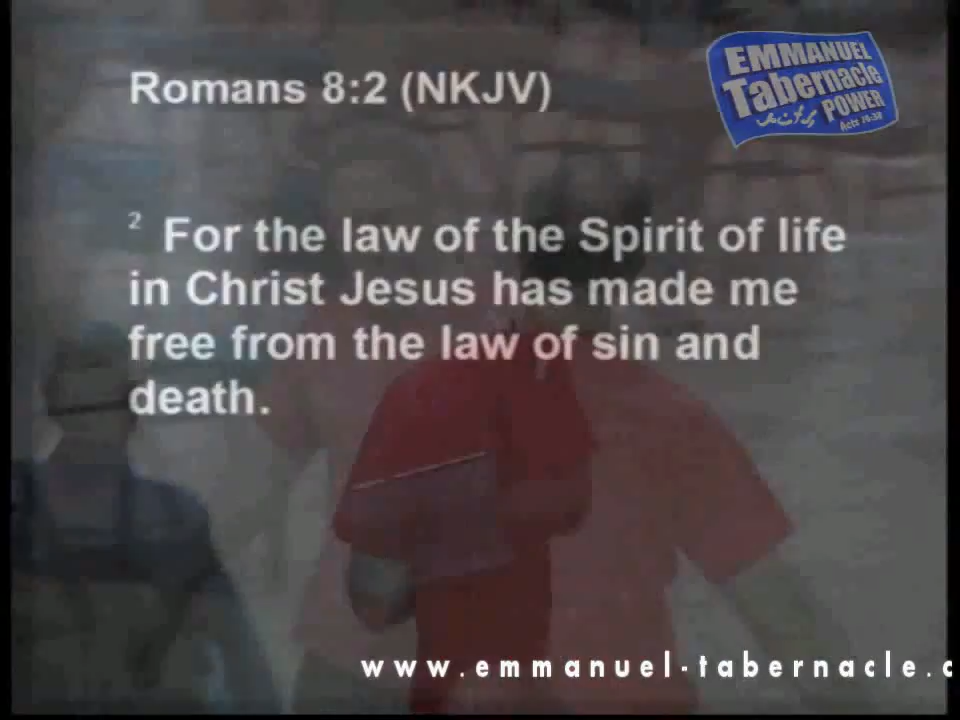 Romans 8:2 (NKJV)
EMMANUEL
Tabernacle
POWER
2 For the law of the Spirit of life
in Christ Jesus has made me
free from the law of sin and
death.
www.emmanuel-tabernacle.